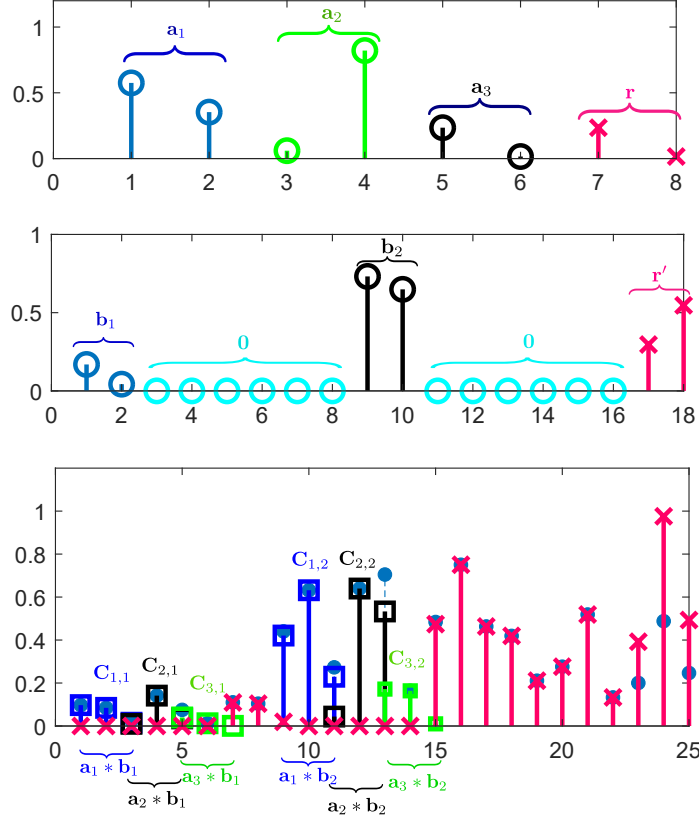 a₁ a₂ a₃ r
1
0.5
0
0 1 2 3 4 5 6 7 8
b₁ 0 b₂ 0 r′
1
0.5
0
0 2 4 6 8 10 12 14 16 18
1
0.8
0.6
0.4
0.2
0
C₁,₁ C₂,₁ C₃,₁ C₁,₂ C₂,₂ C₃,₂
0 5 10 15 20 25
a₁ * b₁ a₂ * b₁ a₃ * b₁ a₁ * b₂ a₂ * b₂ a₃ * b₂